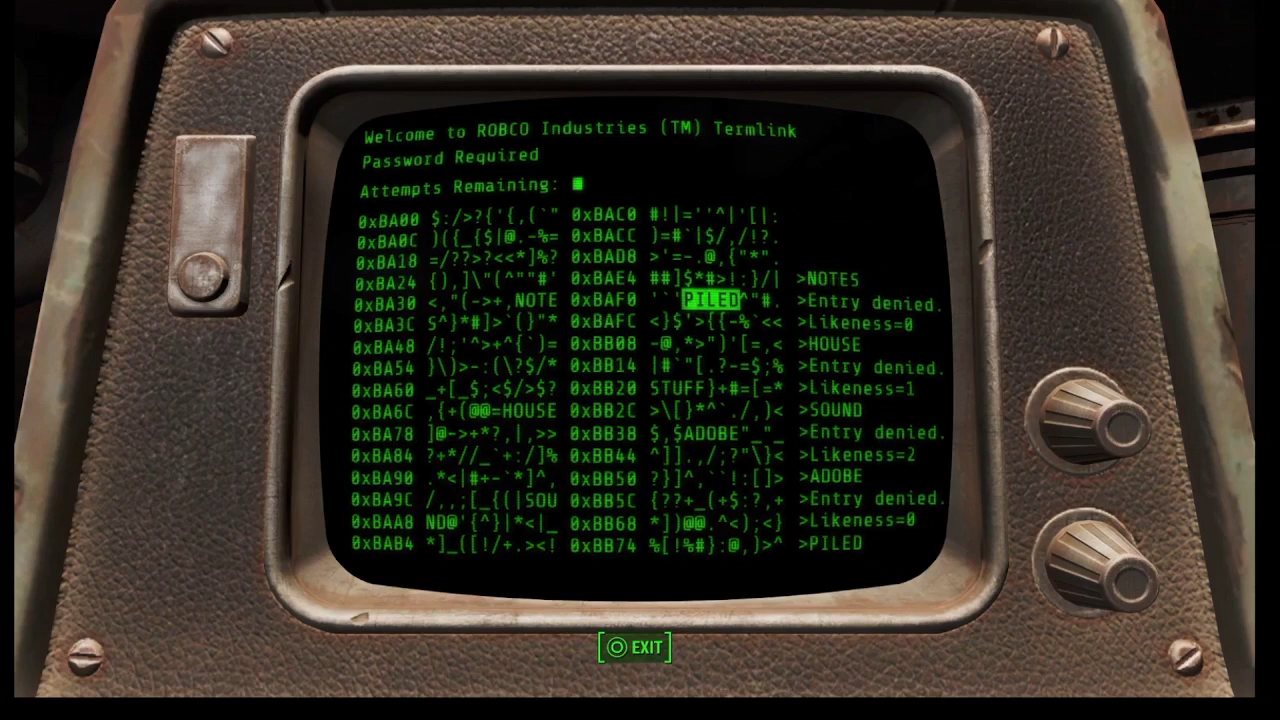 Welcome to ROBCO Industries (TM) Termlink
Password Required
Attempts Remaining: ■
0xBA00 $:/>?{'{,(`" 0xBAC0 #!|=''^|'[|:
0xBA0C )({_{$|@.-%= 0xBACC )=#`|$/,/!?.
0xBA18 =/??>?<<*]%? 0xBAD8 >'=-.@,{"*".
0xBA24 {),]\"(^""#' 0xBAE4 ##]$*#>!:}/| >NOTES
0xBA30 <,"(->+,NOTE 0xBAF0 '`'PILED^"#. >Entry denied.
0xBA3C S^}*#]>`(}"* 0xBAFC <}$'>{{-%`<< >Likeness=0
0xBA48 /!;'^>+^{`)= 0xBB08 -@,*>")'[=,< >HOUSE
0xBA54 }\)>-:(\?$/* 0xBB14 |#`"[.?-=$;% >Entry denied.
0xBA60 _+[_$;<$/>$? 0xBB20 STUFF}+#=[=* >Likeness=1
0xBA6C ,{+(@@=HOUSE 0xBB2C >\[}*^`./,)< >SOUND
0xBA78 ]@->+*?,|,>> 0xBB38 $,$ADOBE"_"_ >Entry denied.
0xBA84 ?+*//_`+:/]% 0xBB44 ^]].,/;?"\}< >Likeness=2
0xBA90 .*<|#+-`*]^, 0xBB50 ?}]^,``!:[]> >ADOBE
0xBA9C /,,;[_{(|SOU 0xBB5C {??+_(+$:?,+ >Entry denied.
0xBAA8 ND@'{^}|*<|_ 0xBB68 *])@@.^<);<} >Likeness=0
0xBAB4 *]_([!/+.><! 0xBB74 %[!%#}:@,)>^ >PILED
EXIT